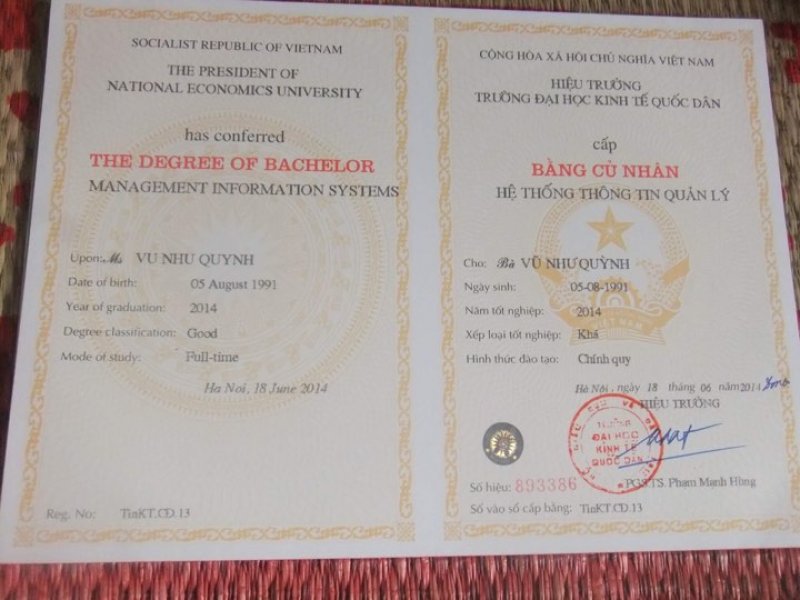 SOCIALIST REPUBLIC OF VIETNAM
THE PRESIDENT OF
NATIONAL ECONOMICS UNIVERSITY
has conferred
THE DEGREE OF BACHELOR
MANAGEMENT INFORMATION SYSTEMS
Upon: Ms VU NHU QUYNH
Date of birth: 05 August 1991
Year of graduation: 2014
Degree classification: Good
Mode of study: Full-time
Ha Noi, 18 June 2014
Reg. No: TinKT.CĐ.13
CỘNG HÒA XÃ HỘI CHỦ NGHĨA VIỆT NAM
HIỆU TRƯỞNG
TRƯỜNG ĐẠI HỌC KINH TẾ QUỐC DÂN
cấp
BẰNG CỬ NHÂN
HỆ THỐNG THÔNG TIN QUẢN LÝ
VIỆT NAM
Cho: Bà VŨ NHƯ QUỲNH
Ngày sinh: 05-08-1991
Năm tốt nghiệp: 2014
Xếp loại tốt nghiệp: Khá
Hình thức đào tạo: Chính quy
Hà Nội, ngày 18 tháng 06 năm 2014
HIỆU TRƯỞNG
TRƯỜNG
ĐẠI HỌC
KINH TẾ
QUỐC DÂN
Số hiệu: 893386
PGS.TS. Phạm Mạnh Hùng
Số vào sổ cấp bằng: TinKT.CĐ.13